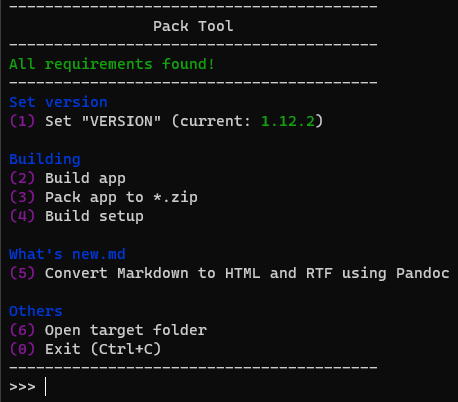 -----------------------------------------
Pack Tool
-----------------------------------------
All requirements found!
-----------------------------------------
Set version
(1) Set "VERSION" (current: 1.12.2)
Building
(2) Build app
(3) Pack app to *.zip
(4) Build setup
What's new.md
(5) Convert Markdown to HTML and RTF using Pandoc
Others
(6) Open target folder
(0) Exit (Ctrl+C)
-----------------------------------------
>>>